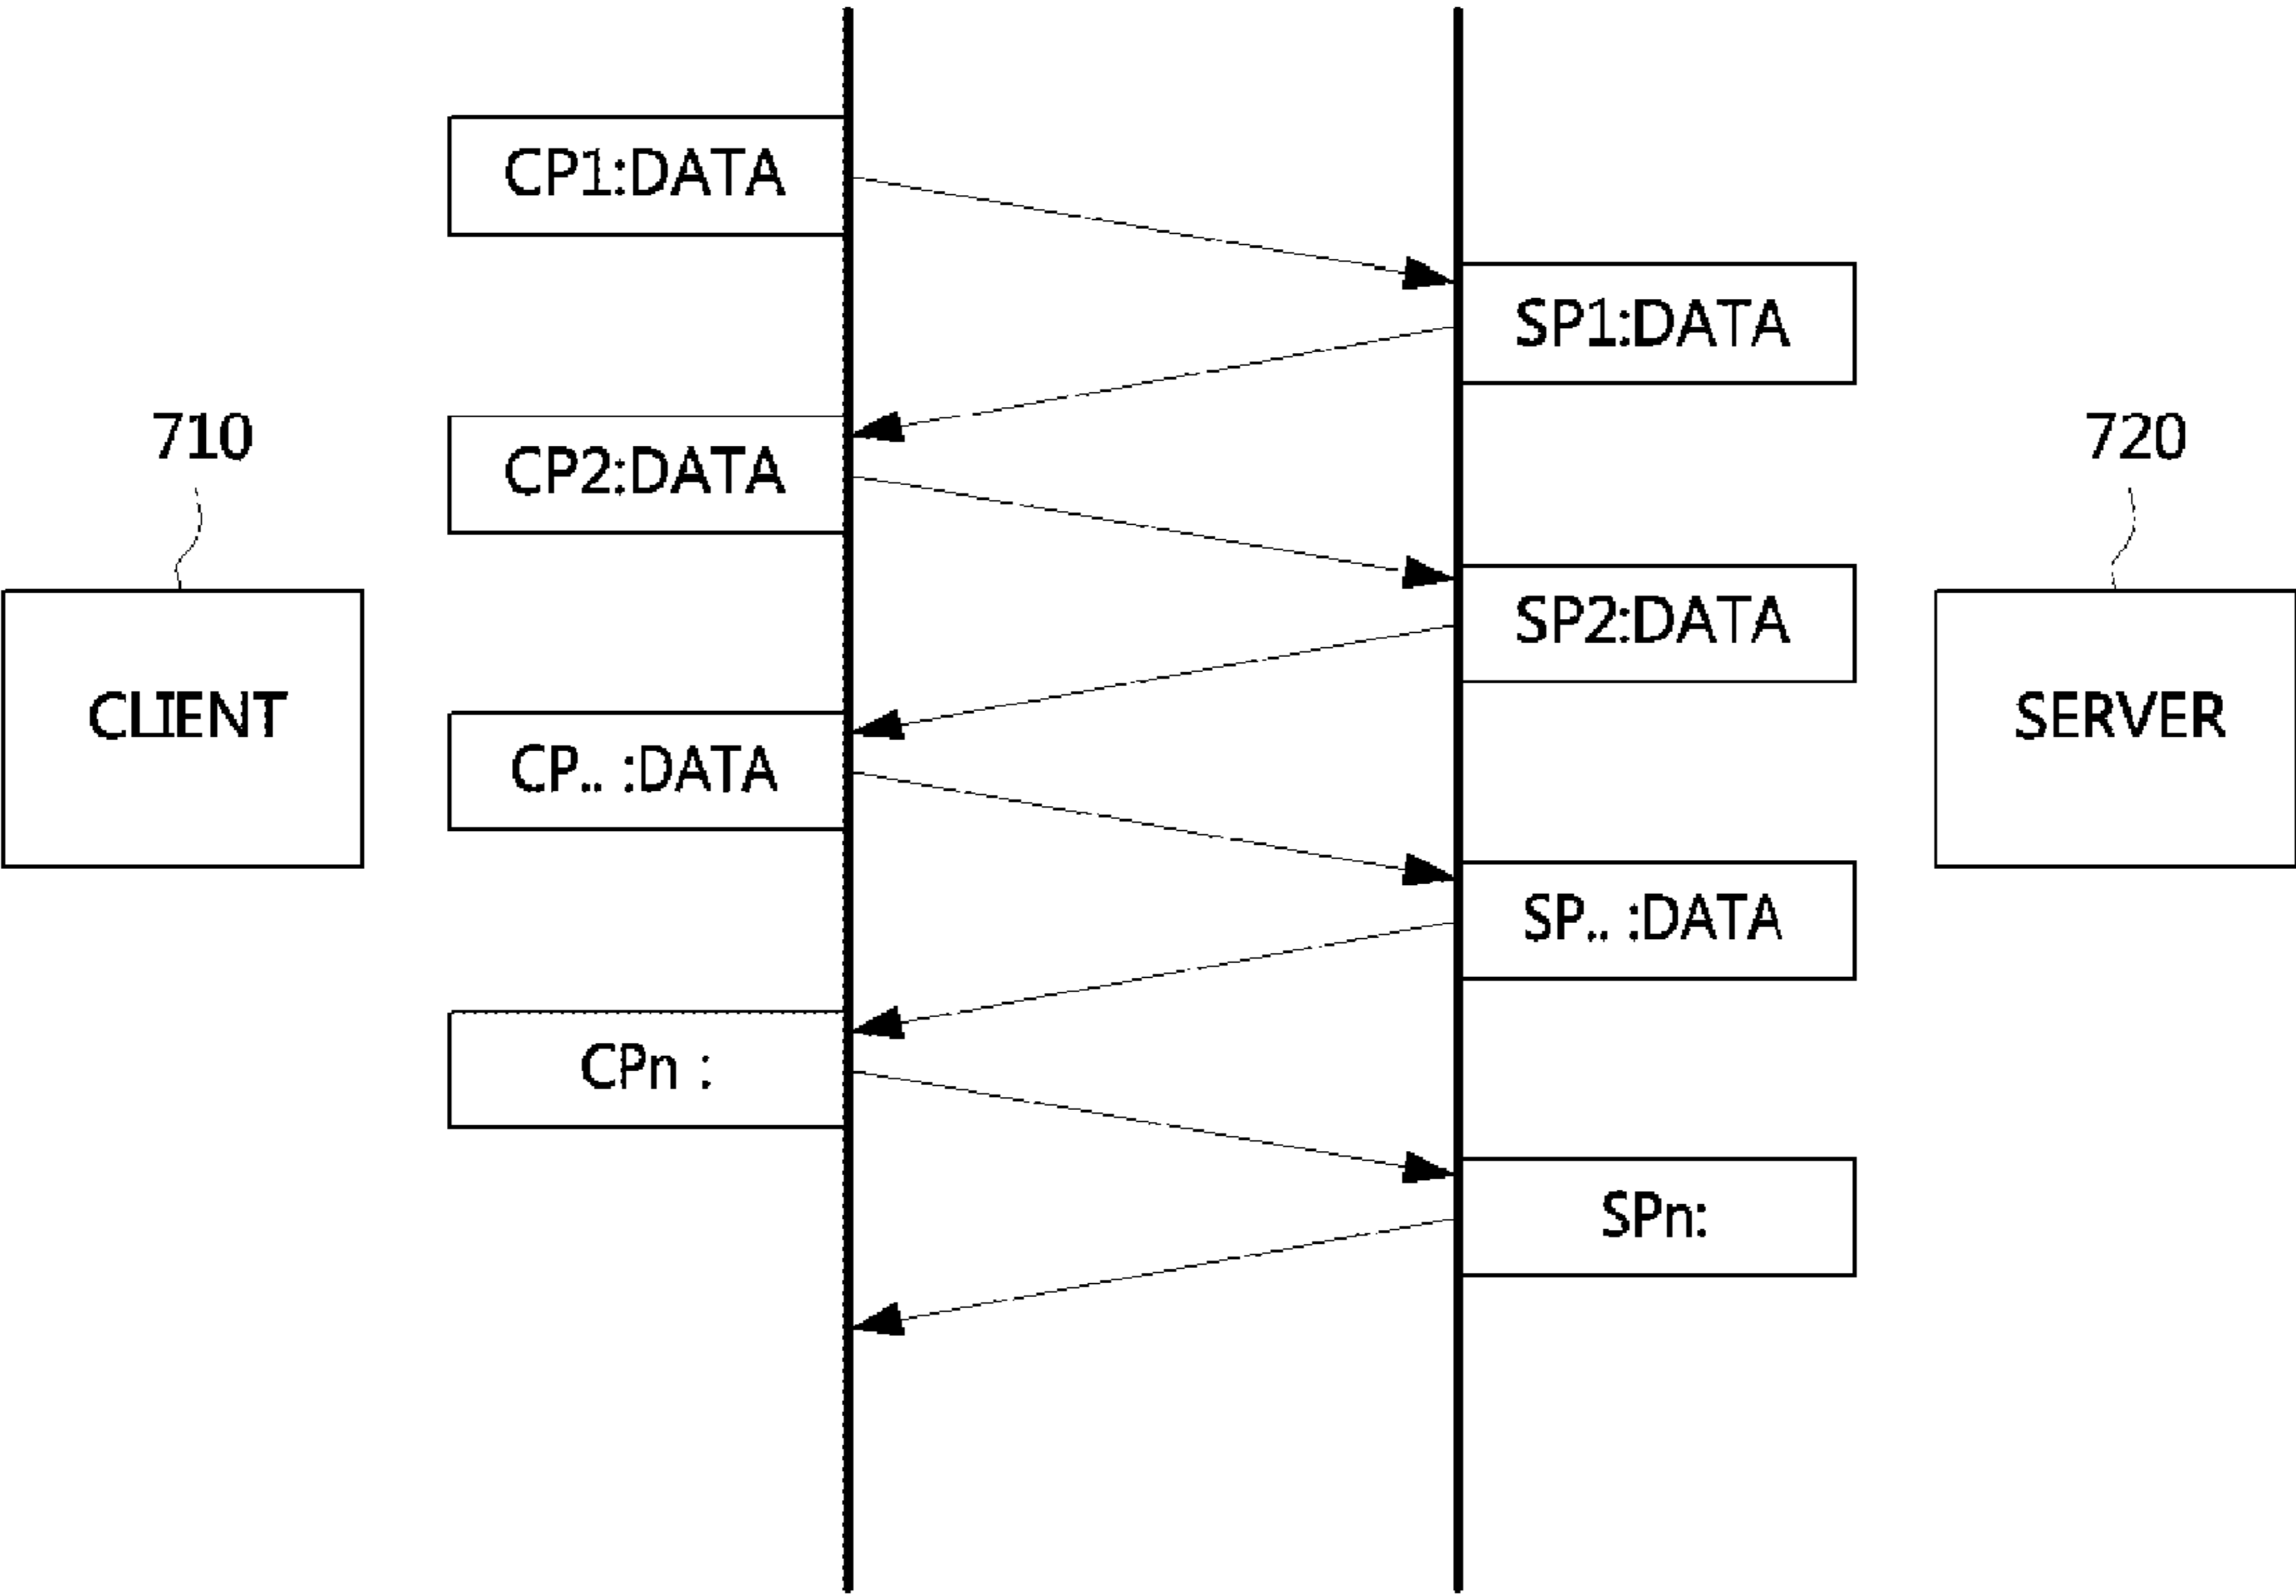 CP1:DATA
SP1:DATA
710
720
CP2:DATA
SP2:DATA
CLIENT
SERVER
CP.. :DATA
SP.. :DATA
CPn :
SPn: